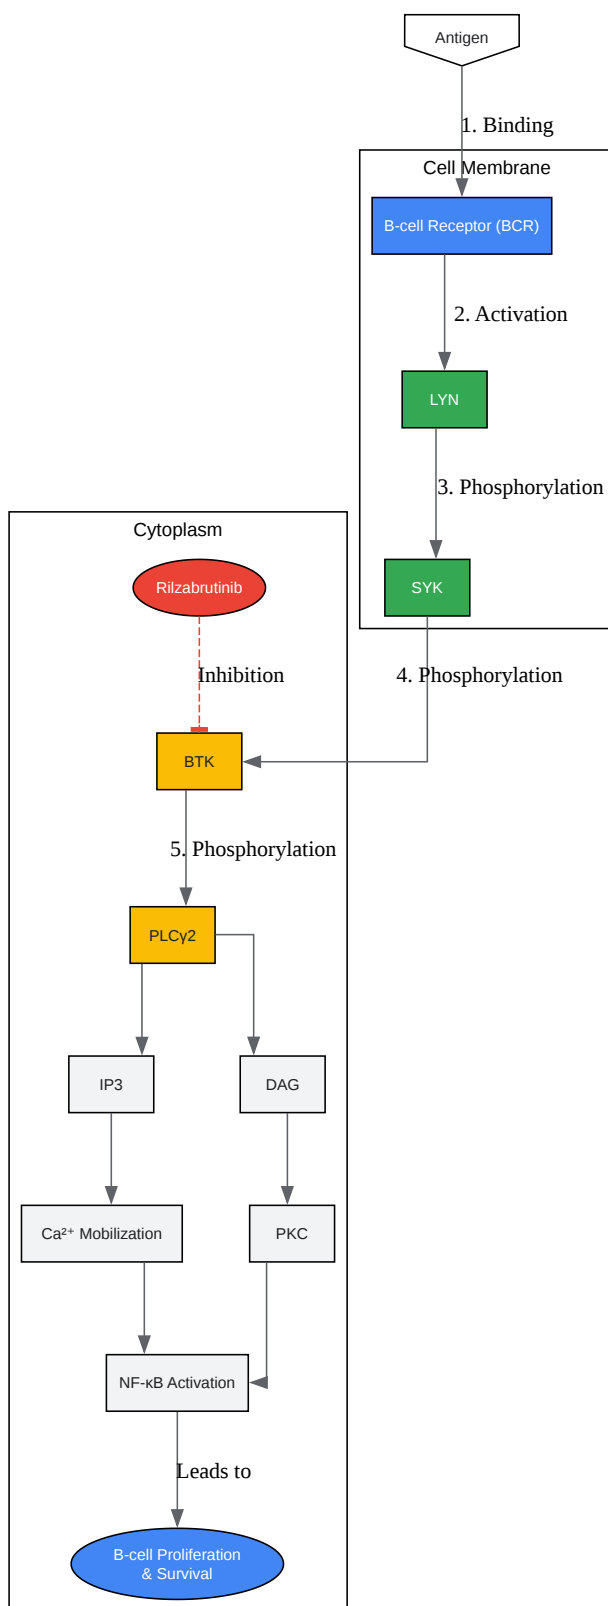 Antigen
1. Binding
Cell Membrane
B-cell Receptor (BCR)
2. Activation
LYN
3. Phosphorylation
Cytoplasm
Rilzabrutinib
SYK
Inhibition
4. Phosphorylation
BTK
5. Phosphorylation
PLCγ2
IP3
DAG
Ca²⁺ Mobilization
PKC
NF-κB Activation
Leads to
B-cell Proliferation
& Survival